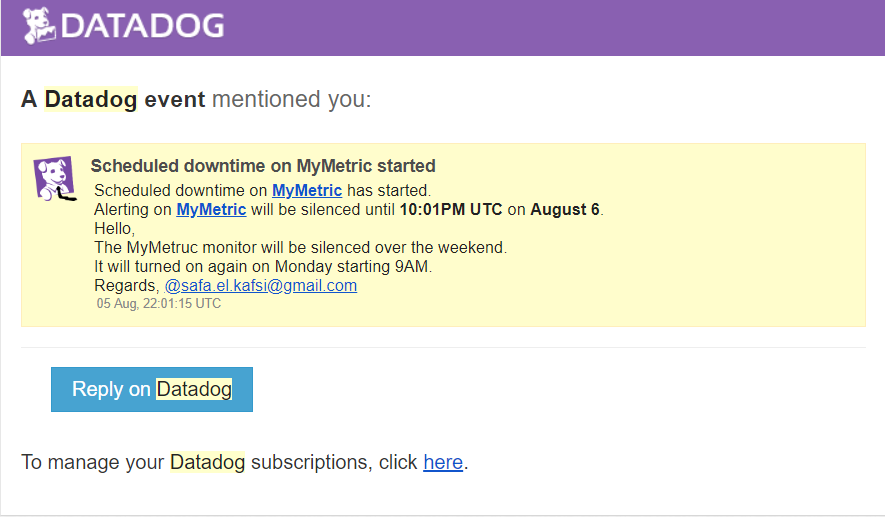 DATADOG
A Datadog event mentioned you:
Scheduled downtime on MyMetric started
Scheduled downtime on MyMetric has started.
Alerting on MyMetric will be silenced until 10:01PM UTC on August 6.
Hello,
The MyMetruc monitor will be silenced over the weekend.
It will turned on again on Monday starting 9AM.
Regards, @safa.el.kafsi@gmail.com
05 Aug, 22:01:15 UTC
Reply on Datadog
To manage your Datadog subscriptions, click here.